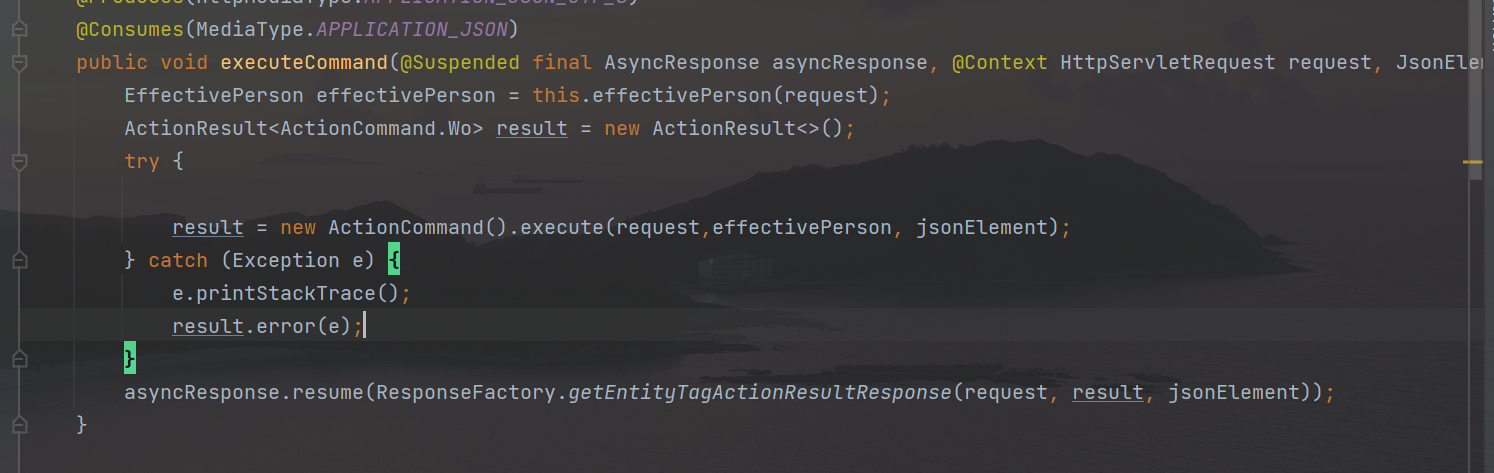 @Produces(HttpMediaType.APPLICATION_JSON_UTF_8)
@Consumes(MediaType.APPLICATION_JSON)
public void executeCommand(@Suspended final AsyncResponse asyncResponse, @Context HttpServletRequest request, JsonElem
EffectivePerson effectivePerson = this.effectivePerson(request);
ActionResult<ActionCommand.Wo> result = new ActionResult<>();
try {
result = new ActionCommand().execute(request,effectivePerson, jsonElement);
} catch (Exception e) {
e.printStackTrace();
result.error(e);
}
asyncResponse.resume(ResponseFactory.getEntityTagActionResultResponse(request, result, jsonElement));
}